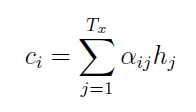 c_i = \sum_{j=1}^{T_x} \alpha_{ij} h_j